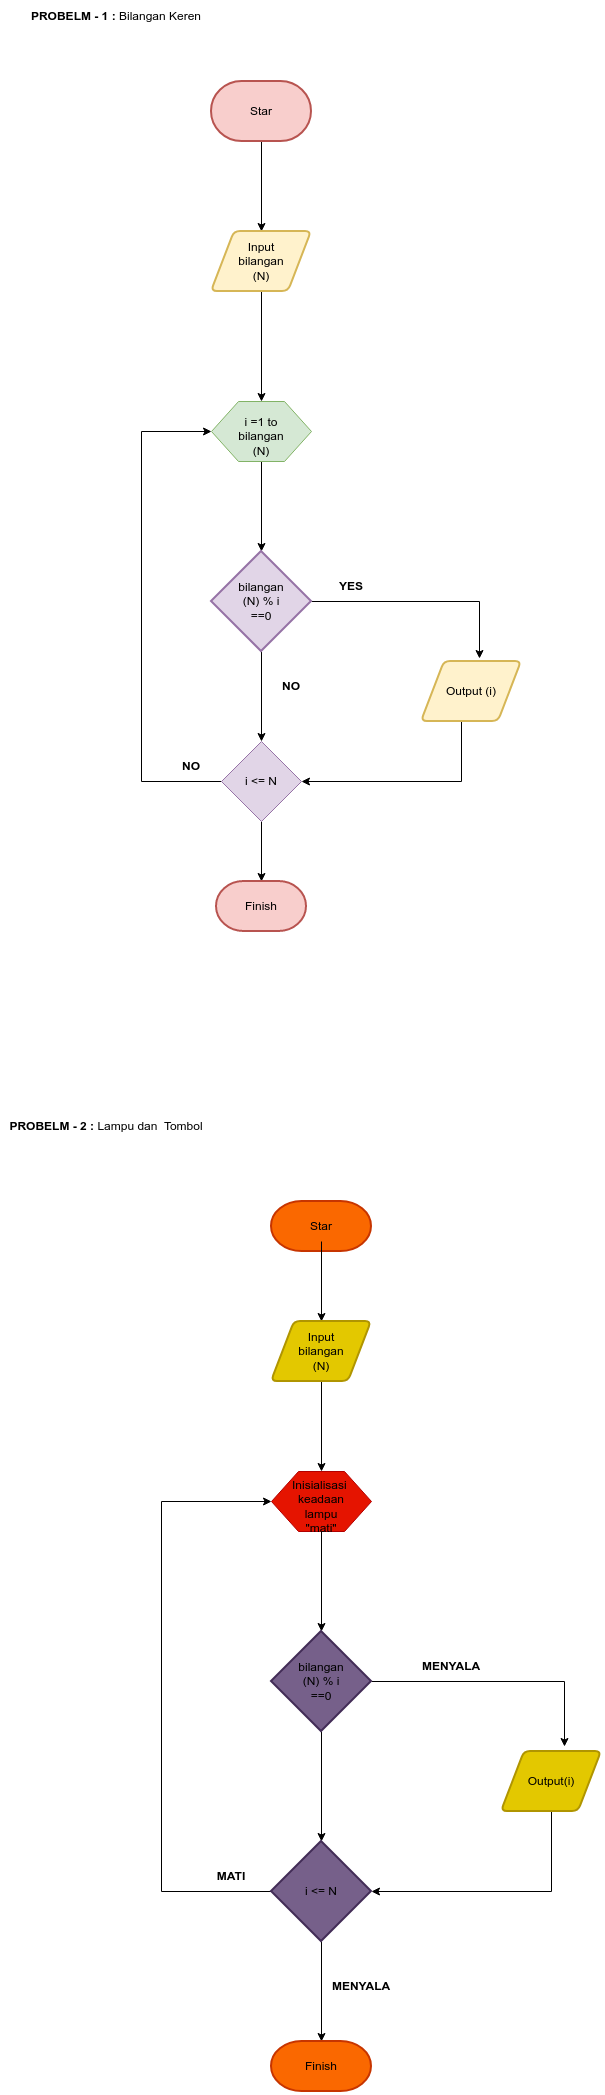 PROBELM - 1 : Bilangan Keren
Star
Input
bilangan
(N)
i =1 to
bilangan
(N)
bilangan
(N) % i
==0
YES
NO
Output (i)
NO
i <= N
Finish
PROBELM - 2 : Lampu dan Tombol
Star
Input
bilangan
(N)
inisialisasi
keadaan
lampu
"mati"
bilangan
(N) % i
==0
MENYALA
Output(i)
MATI
i <= N
MENYALA
Finish